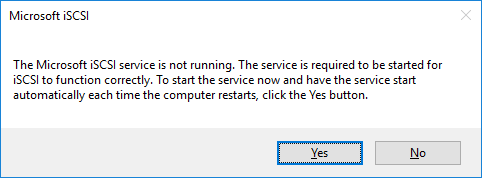 Microsoft iSCSI
The Microsoft iSCSI service is not running. The service is required to be started for
iSCSI to function correctly. To start the service now and have the service start
automatically each time the computer restarts, click the Yes button.
Yes
No